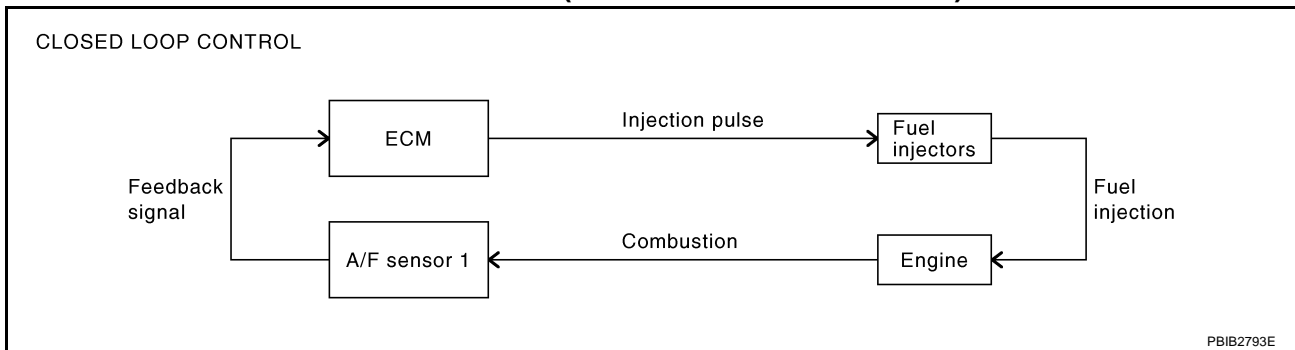 CLOSED LOOP CONTROL
ECM
Injection pulse
Fuel
injectors
Feedback
signal
Fuel
injection
A/F sensor 1
Combustion
Engine
PBIB2793E